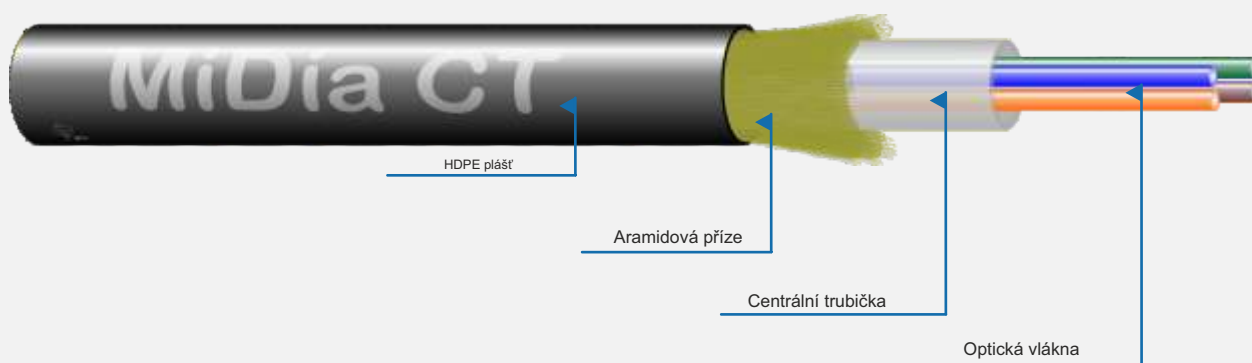 MiDia CT
HDPE plášť
Aramidová příze
Centrální trubička
Optická vlákna